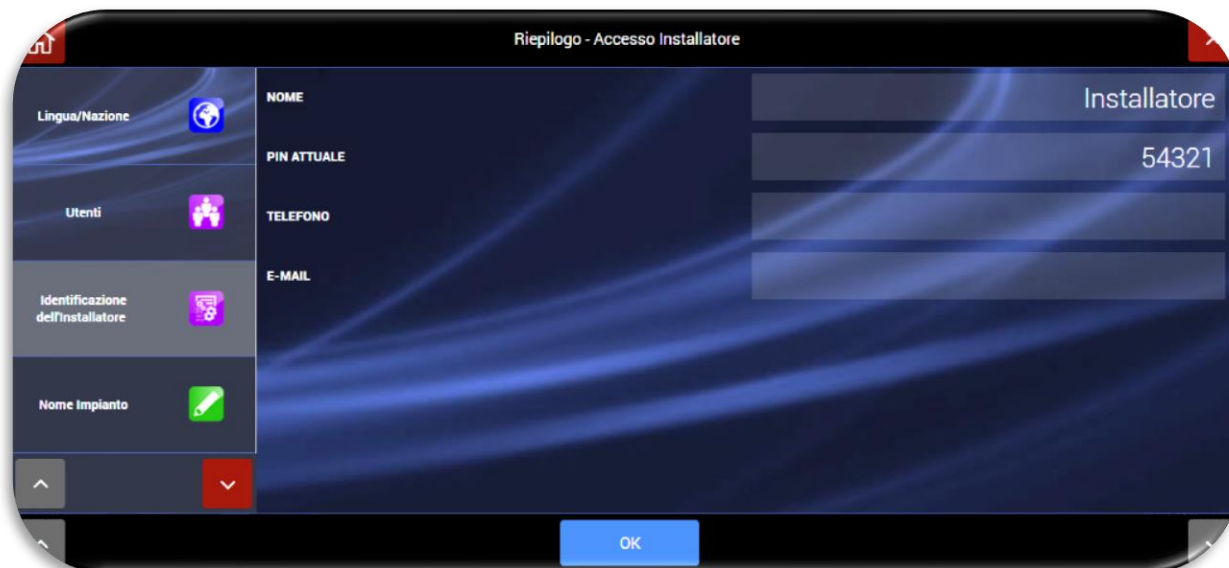 Riepilogo - Accesso Installatore
Lingua/Nazione
Utenti
Identificazione
dell'Installatore
Nome Impianto
NOME
Installatore
PIN ATTUALE
54321
TELEFONO
E-MAIL
OK